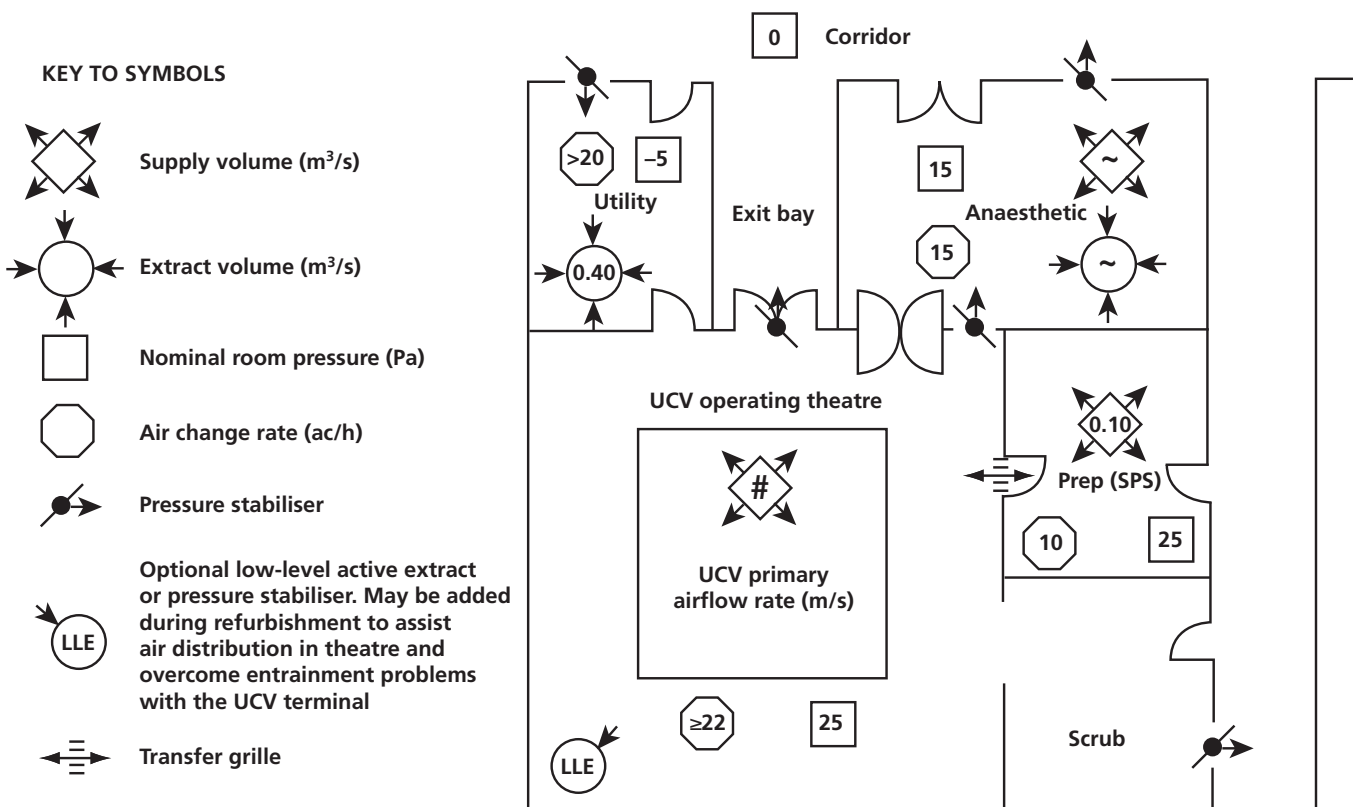 KEY TO SYMBOLS
Supply volume (m³/s)
Extract volume (m³/s)
Nominal room pressure (Pa)
Air change rate (ac/h)
Pressure stabiliser
Optional low-level active extract
or pressure stabiliser. May be added
during refurbishment to assist
air distribution in theatre and
overcome entrainment problems
with the UCV terminal
LLE
Transfer grille
0
Corridor
>20
–5
Utility
0.40
Exit bay
15
~
Anaesthetic
15
~
UCV operating theatre
#
UCV primary
airflow rate (m/s)
≥22
25
LLE
0.10
Prep (SPS)
10
25
Scrub